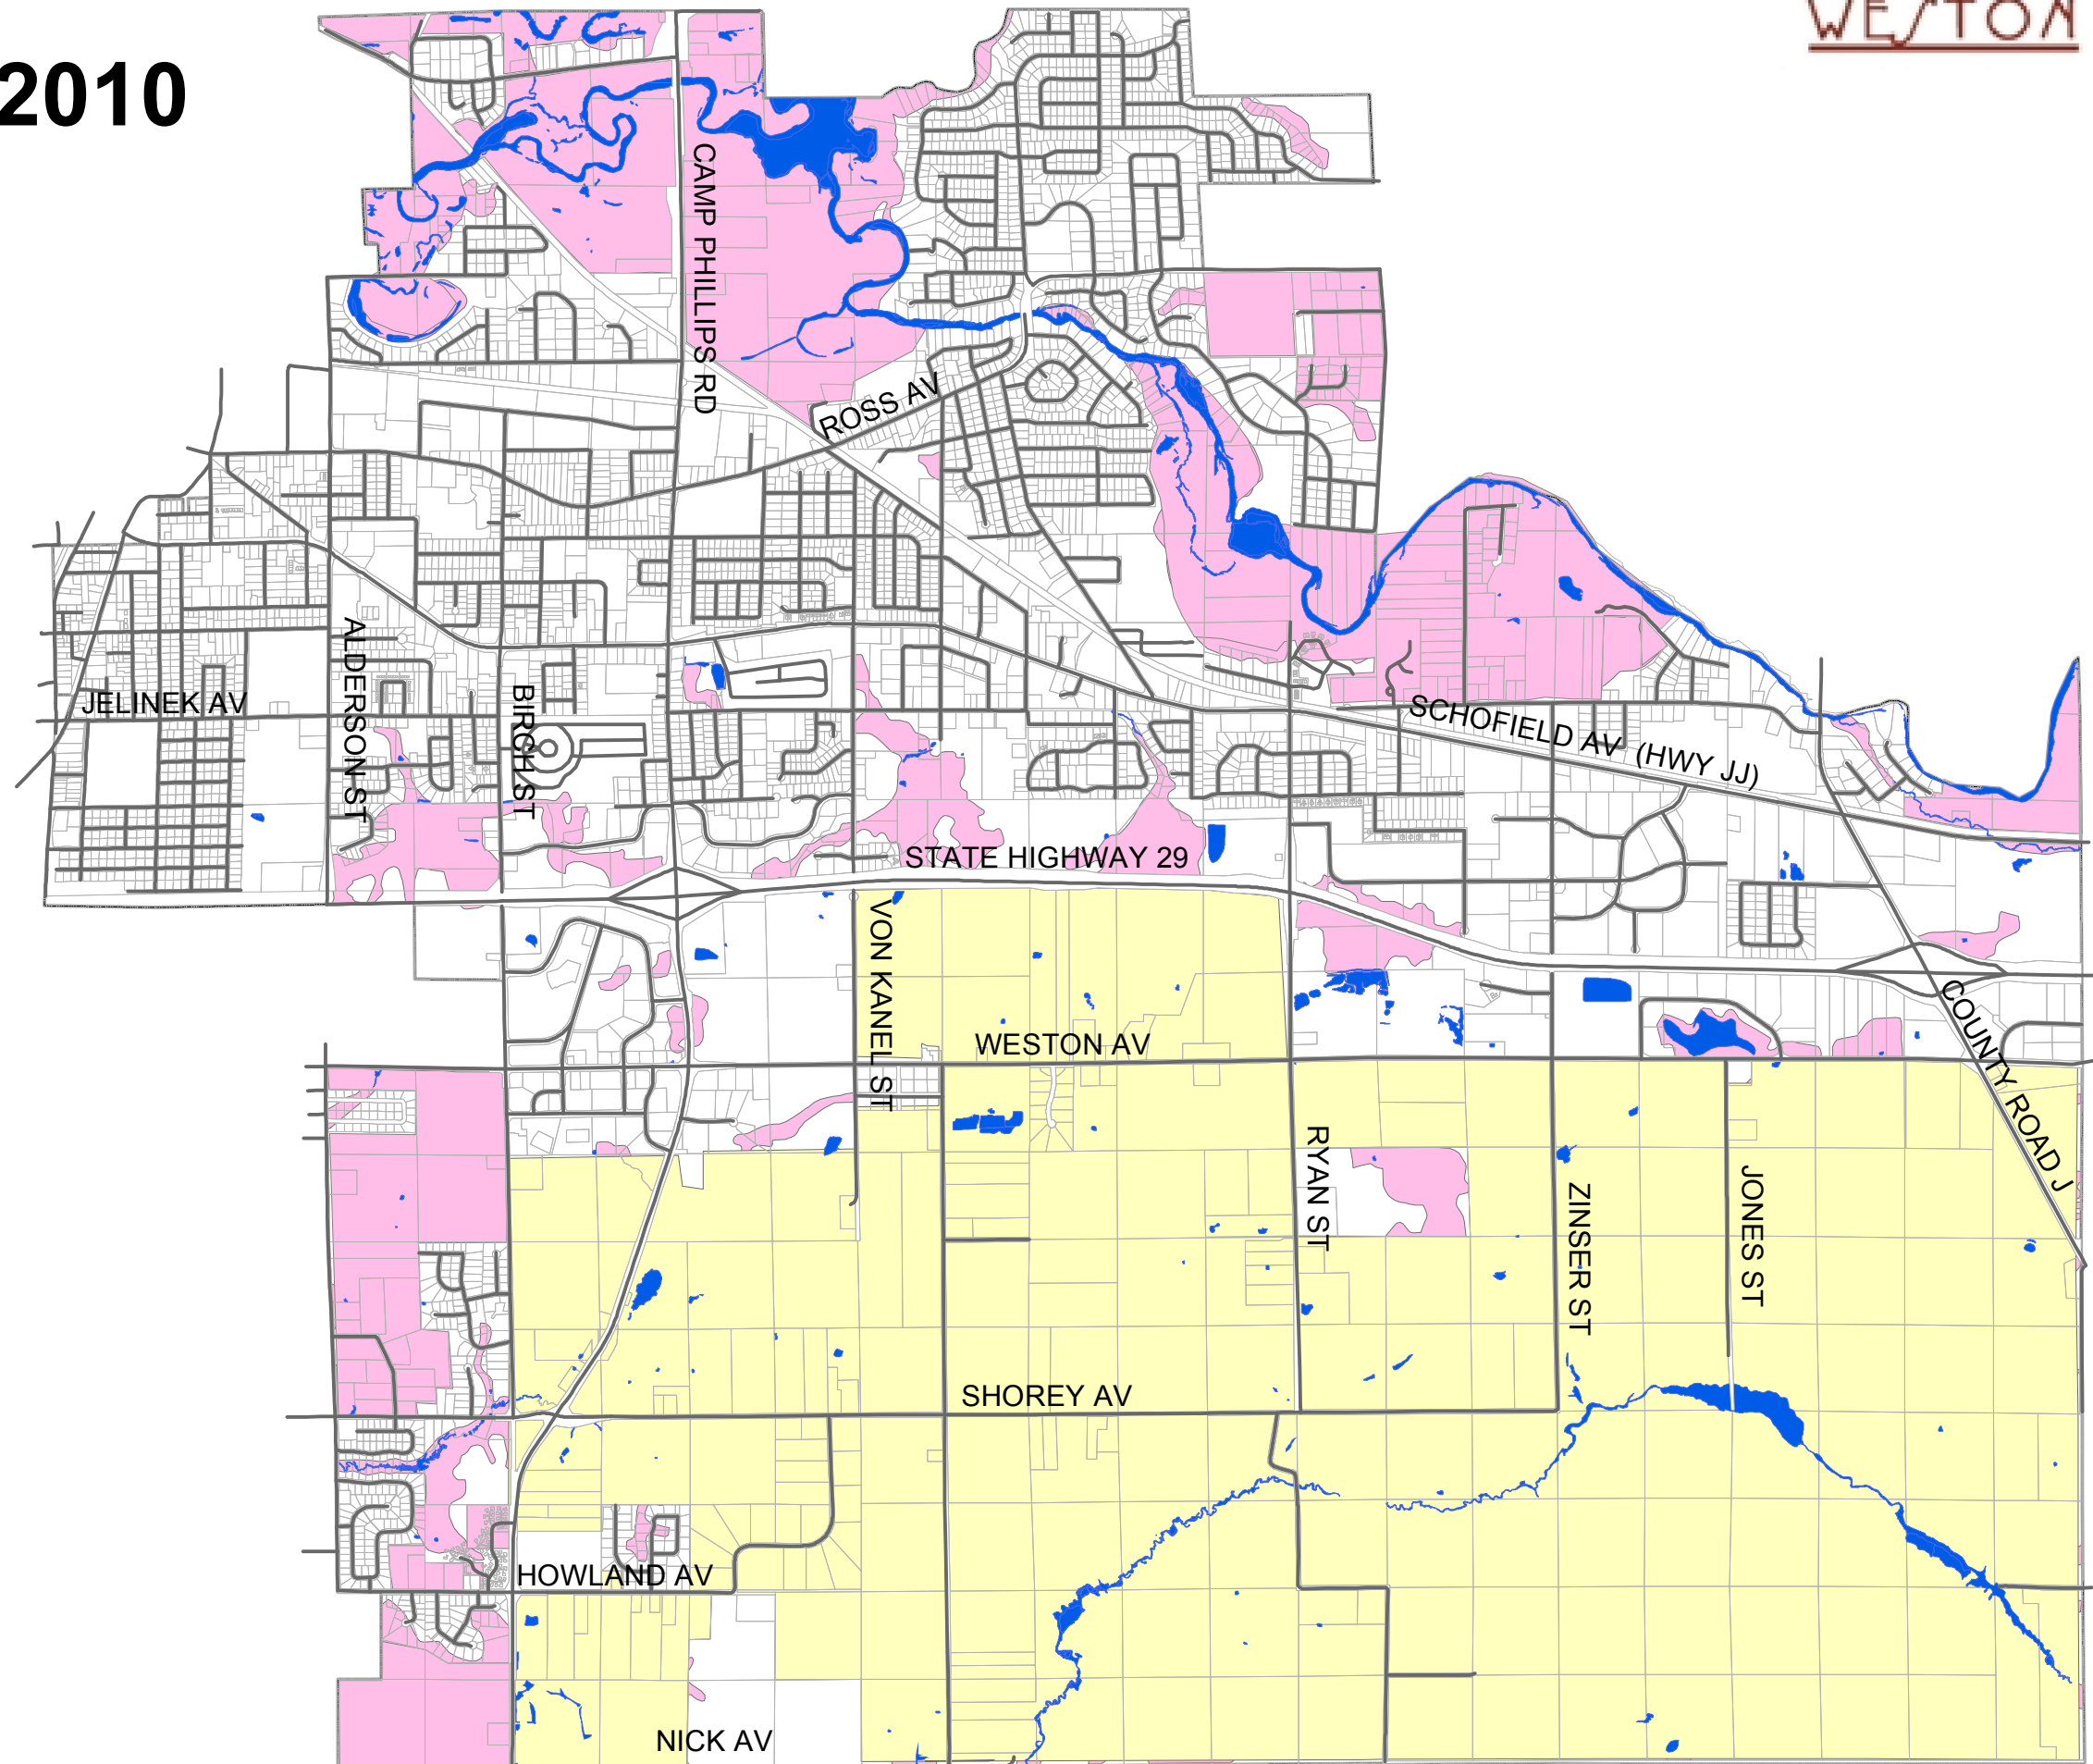 WESTON
2010
CAMP PHILLIPS RD
ROSS AV
ALDERSON ST
BIRCH ST
JELINEK AV
SCHOFIELD AV (HWY JJ)
STATE HIGHWAY 29
VON KANEL ST
WESTON AV
COUNTY ROAD J
RYAN ST
ZINSER ST
JONES ST
SHOREY AV
HOWLAND AV
NICK AV